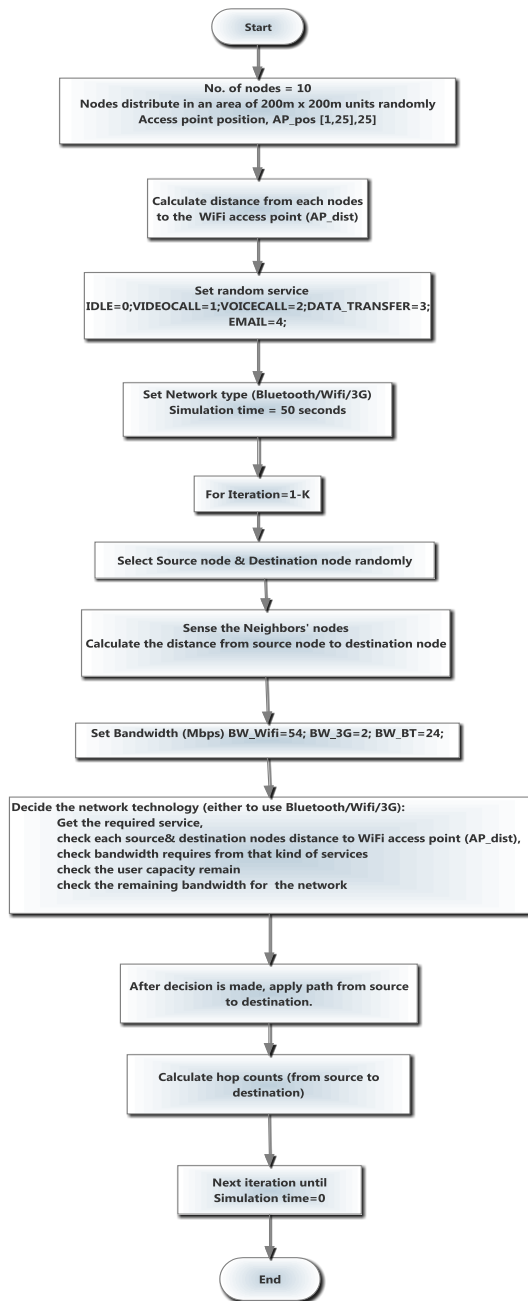 Start
No. of nodes = 10
Nodes distribute in an area of 200m x 200m units randomly
Access point position, AP_pos [1,25],25]
Calculate distance from each nodes
to the WiFi access point (AP_dist)
Set random service
IDLE=0;VIDEOCALL=1;VOICECALL=2;DATA_TRANSFER=3;
EMAIL=4;
Set Network type (Bluetooth/Wifi/3G)
Simulation time = 50 seconds
For Iteration=1-K
Select Source node & Destination node randomly
Sense the Neighbors' nodes
Calculate the distance from source node to destination node
Set Bandwidth (Mbps) BW_Wifi=54; BW_3G=2; BW_BT=24;
Decide the network technology (either to use Bluetooth/Wifi/3G):
Get the required service,
check each source& destination nodes distance to WiFi access point (AP_dist),
check bandwidth requires from that kind of services
check the user capacity remain
check the remaining bandwidth for the network
After decision is made, apply path from source
to destination.
Calculate hop counts (from source to
destination)
Next iteration until
Simulation time=0
End